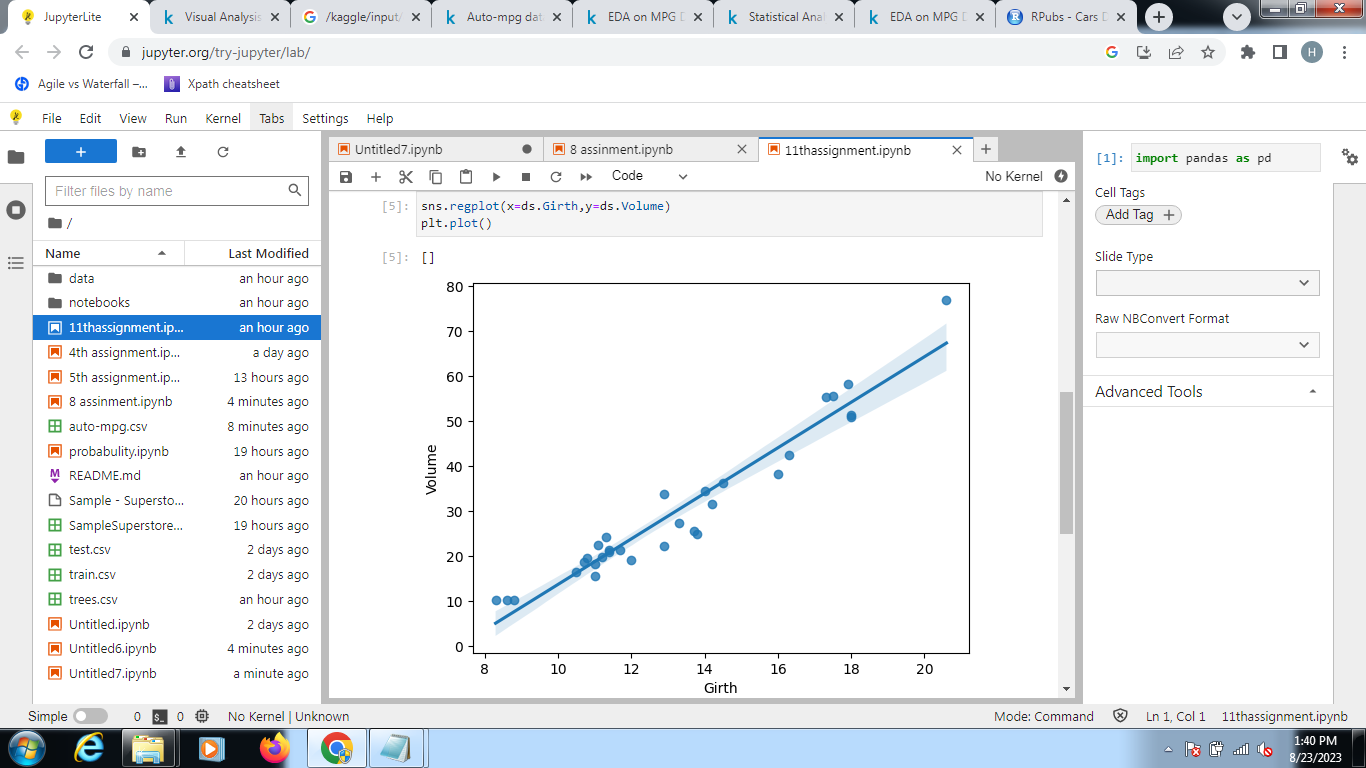 JupyterLite
Visual Analysis
/kaggle/input/
Auto-mpg dat
EDA on MPG D
Statistical Anal
EDA on MPG D
RPubs - Cars D
jupyter.org/try-jupyter/lab/
H
Agile vs Waterfall –...
Xpath cheatsheet
File Edit View Run Kernel Tabs Settings Help
+
Filter files by name
/
Name Last Modified
data an hour ago
notebooks an hour ago
11thassignment.ip... an hour ago
4th assignment.ip... a day ago
5th assignment.ip... 13 hours ago
8 assinment.ipynb 4 minutes ago
auto-mpg.csv 8 minutes ago
probabulity.ipynb 19 hours ago
README.md an hour ago
Sample - Supersto... 20 hours ago
SampleSuperstore... 19 hours ago
test.csv 2 days ago
train.csv 2 days ago
trees.csv an hour ago
Untitled.ipynb 2 days ago
Untitled6.ipynb 4 minutes ago
Untitled7.ipynb a minute ago
Untitled7.ipynb
8 assinment.ipynb
11thassignment.ipynb
Code
No Kernel
[5]: sns.regplot(x=ds.Girth,y=ds.Volume)
plt.plot()
[5]: []
80
70
60
50
40
30
20
10
0
Volume
8 10 12 14 16 18 20
Girth
[1]: import pandas as pd
Cell Tags
Add Tag +
Slide Type
Raw NBConvert Format
Advanced Tools
Simple 0 0 No Kernel | Unknown
Mode: Command Ln 1, Col 1 11thassignment.ipynb
1:40 PM
8/23/2023